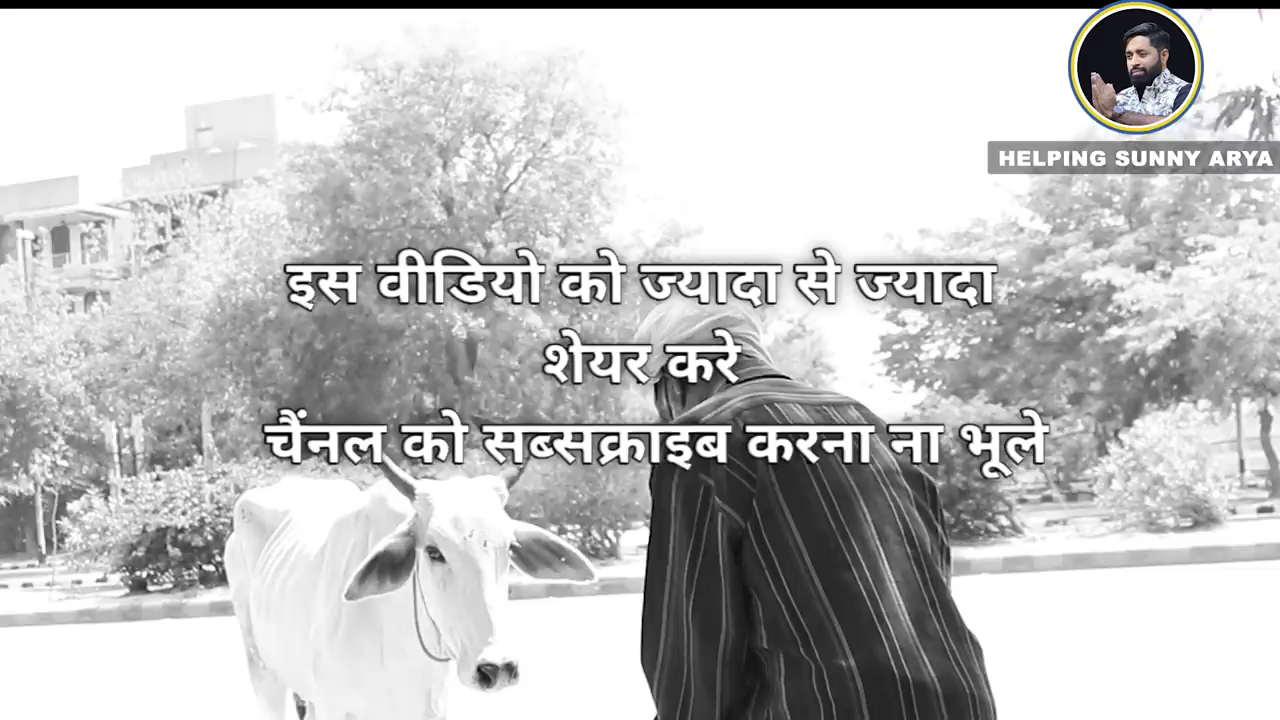 HELPING SUNNY ARYA
इस वीडियो को ज्यादा से ज्यादा
शेयर करे
चैंनल को सब्सक्राइब करना ना भूले